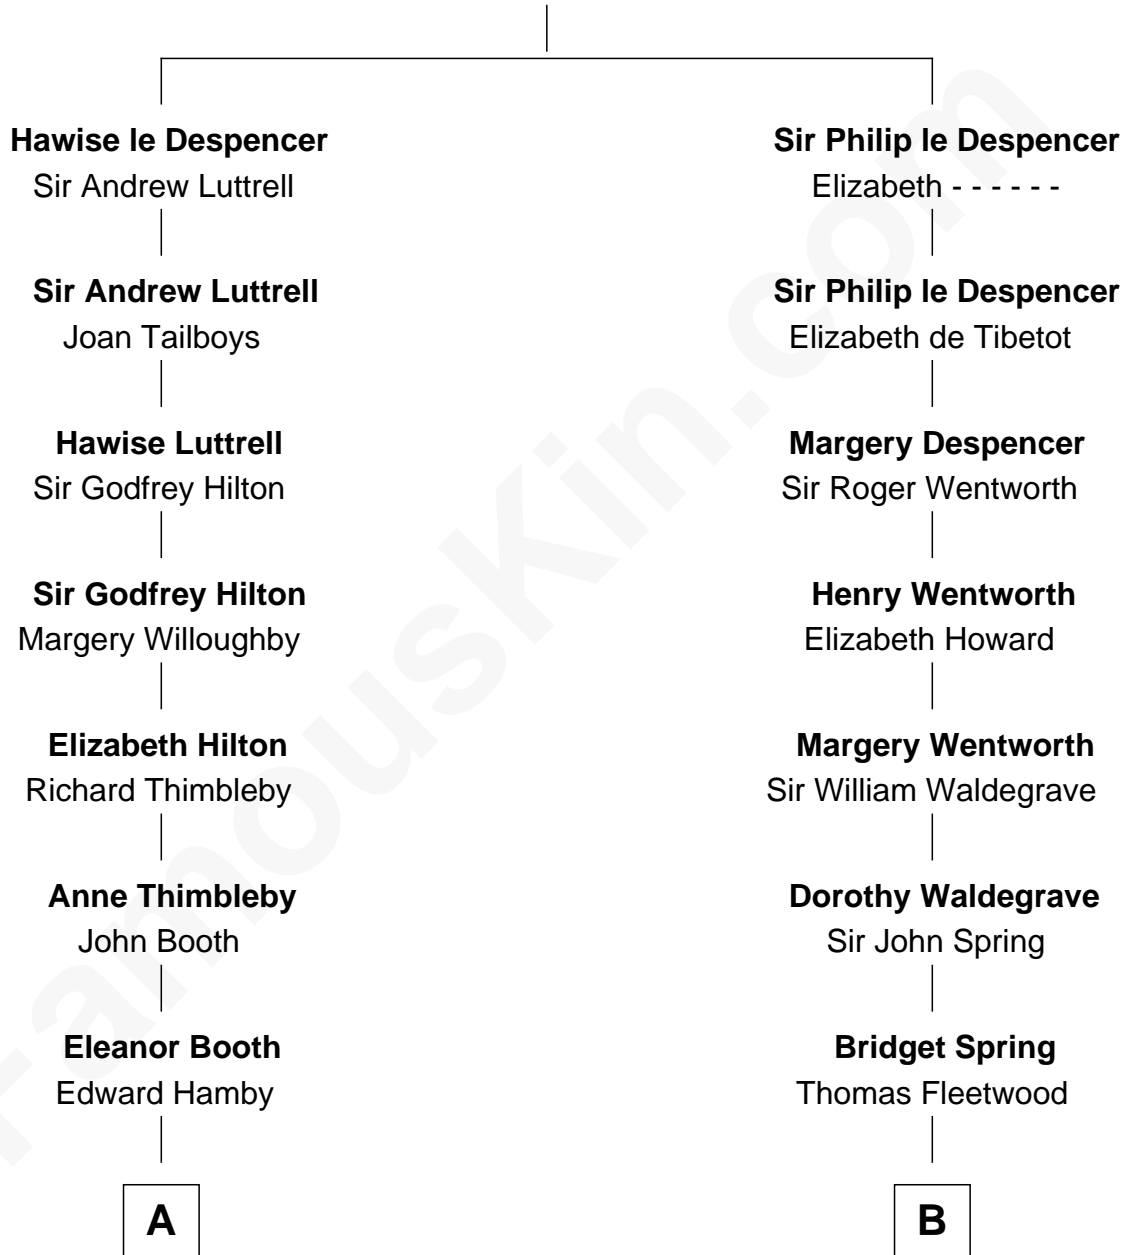 Hawise le Despencer
Sir Andrew Luttrell
Sir Philip le Despencer
Elizabeth - - - - - -
Sir Andrew Luttrell
Joan Tailboys
Sir Philip le Despencer
Elizabeth de Tibetot
Hawise Luttrell
Sir Godfrey Hilton
Margery Despencer
Sir Roger Wentworth
Sir Godfrey Hilton
Margery Willoughby
Henry Wentworth
Elizabeth Howard
Elizabeth Hilton
Richard Thimbleby
Margery Wentworth
Sir William Waldegrave
Anne Thimbleby
John Booth
Dorothy Waldegrave
Sir John Spring
Eleanor Booth
Edward Hamby
Bridget Spring
Thomas Fleetwood
A
B
FamousKin.com